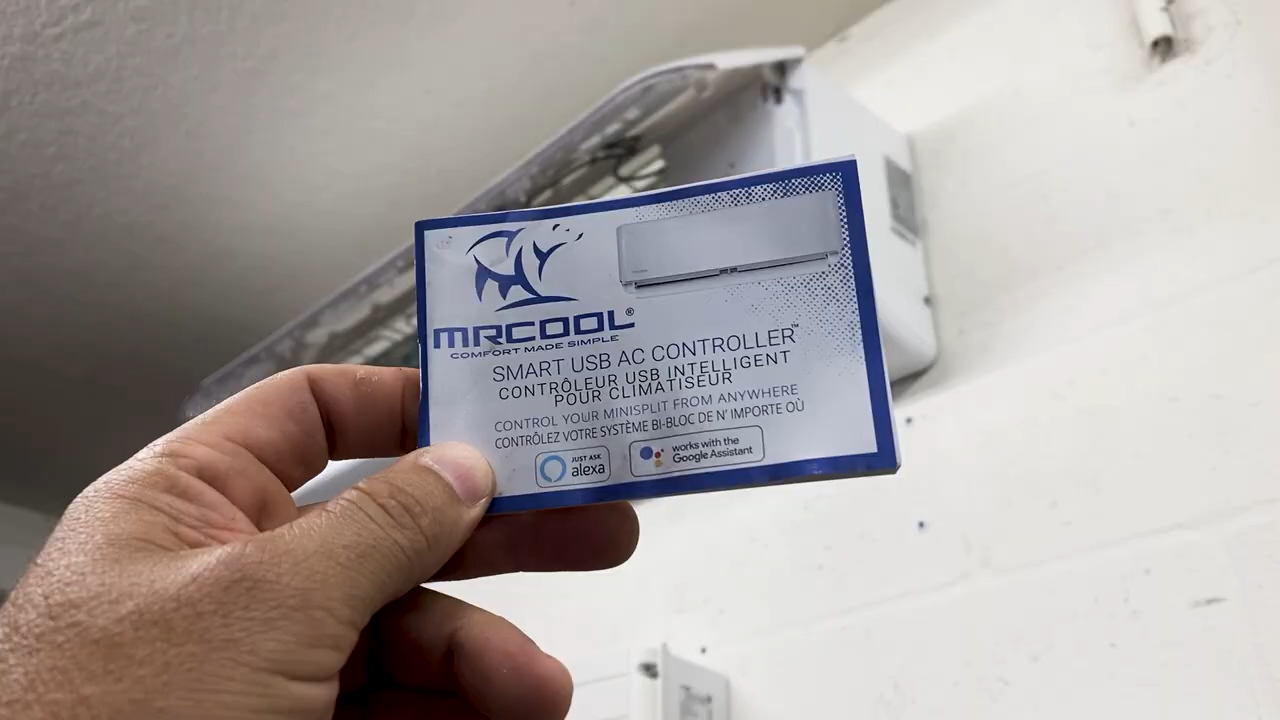 MRCOOL®
COMFORT MADE SIMPLE
SMART USB AC CONTROLLER™
CONTRÔLEUR USB INTELLIGENT
POUR CLIMATISEUR
CONTROL YOUR MINISPLIT FROM ANYWHERE
CONTRÔLEZ VOTRE SYSTÈME BI-BLOC DE N' IMPORTE OÙ
JUST ASK
alexa
works with the
Google Assistant